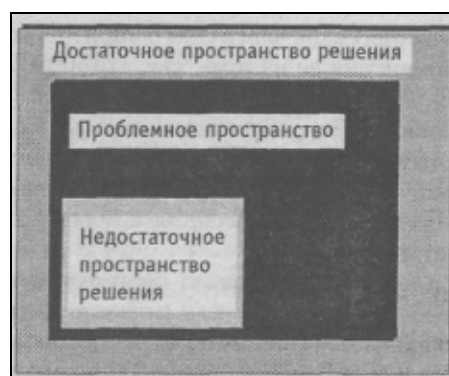 Достаточное пространство решения
Проблемное пространство
Недостаточное
пространство
решения